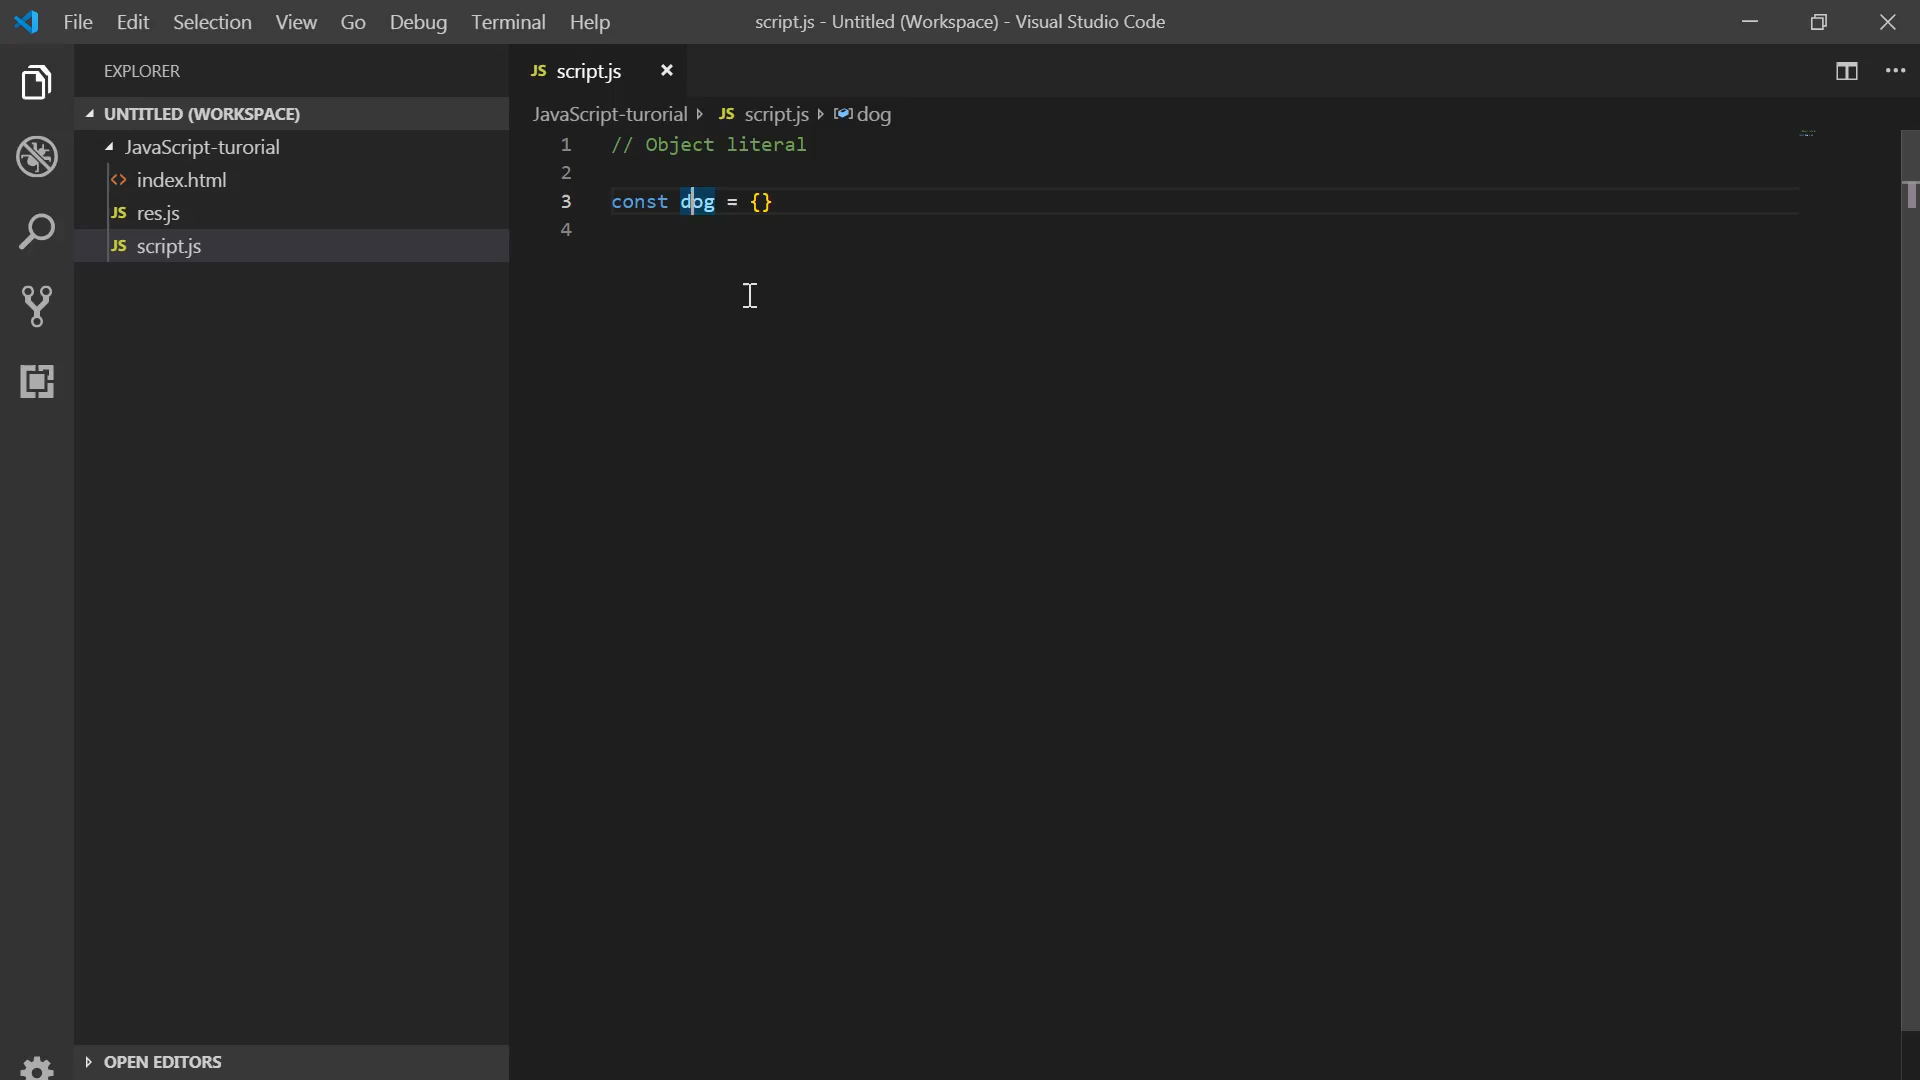 File Edit Selection View Go Debug Terminal Help script.js - Untitled (Workspace) - Visual Studio Code
EXPLORER
UNTITLED (WORKSPACE)
JavaScript-turorial
<> index.html
JS res.js
JS script.js
OPEN EDITORS
JS script.js
JavaScript-turorial JS script.js dog
1 // Object literal
2
3 const dog = {}
4